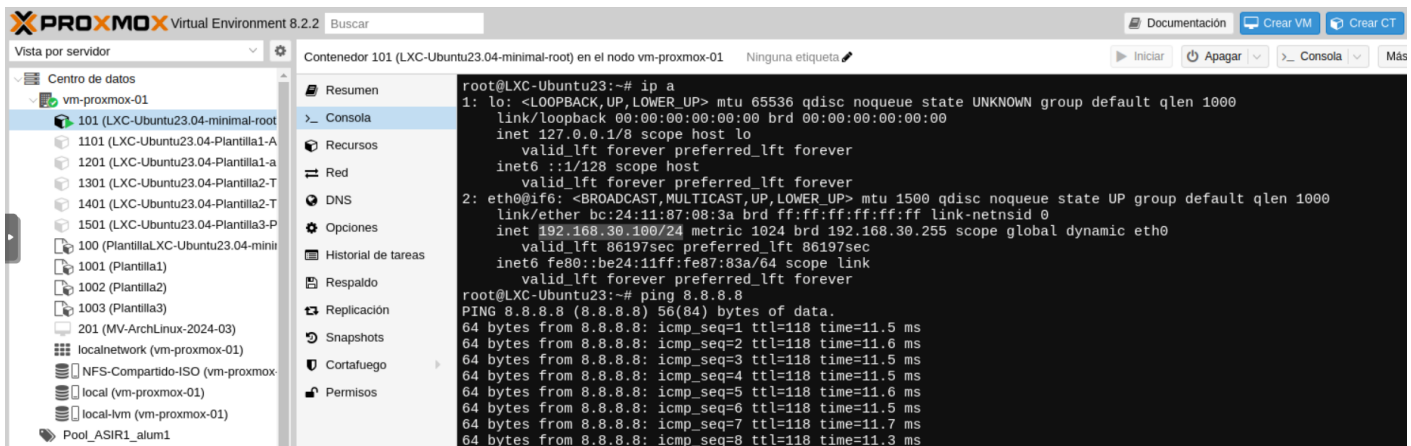 PROXMOX Virtual Environment 8.2.2 Buscar Documentación Crear VM Crear CT
Vista por servidor
Centro de datos
vm-proxmox-01
101 (LXC-Ubuntu23.04-minimal-root
1101 (LXC-Ubuntu23.04-Plantilla1-A
1201 (LXC-Ubuntu23.04-Plantilla1-a
1301 (LXC-Ubuntu23.04-Plantilla2-T
1401 (LXC-Ubuntu23.04-Plantilla2-T
1501 (LXC-Ubuntu23.04-Plantilla3-P
100 (PlantillaLXC-Ubuntu23.04-minir
1001 (Plantilla1)
1002 (Plantilla2)
1003 (Plantilla3)
201 (MV-ArchLinux-2024-03)
localnetwork (vm-proxmox-01)
NFS-Compartido-ISO (vm-proxmox-
local (vm-proxmox-01)
local-lvm (vm-proxmox-01)
Pool_ASIR1_alum1
Contenedor 101 (LXC-Ubuntu23.04-minimal-root) en el nodo vm-proxmox-01 Ninguna etiqueta Iniciar Apagar >_ Consola Más
Resumen
>_ Consola
Recursos
Red
DNS
Opciones
Historial de tareas
Respaldo
Replicación
Snapshots
Cortafuego
Permisos
root@LXC-Ubuntu23:~# ip a
1: lo: <LOOPBACK,UP,LOWER_UP> mtu 65536 qdisc noqueue state UNKNOWN group default qlen 1000
link/loopback 00:00:00:00:00:00 brd 00:00:00:00:00:00
inet 127.0.0.1/8 scope host lo
valid_lft forever preferred_lft forever
inet6 ::1/128 scope host
valid_lft forever preferred_lft forever
2: eth0@if6: <BROADCAST,MULTICAST,UP,LOWER_UP> mtu 1500 qdisc noqueue state UP group default qlen 1000
link/ether bc:24:11:87:08:3a brd ff:ff:ff:ff:ff:ff link-netnsid 0
inet 192.168.30.100/24 metric 1024 brd 192.168.30.255 scope global dynamic eth0
valid_lft 86197sec preferred_lft 86197sec
inet6 fe80::be24:11ff:fe87:83a/64 scope link
valid_lft forever preferred_lft forever
root@LXC-Ubuntu23:~# ping 8.8.8.8
PING 8.8.8.8 (8.8.8.8) 56(84) bytes of data.
64 bytes from 8.8.8.8: icmp_seq=1 ttl=118 time=11.5 ms
64 bytes from 8.8.8.8: icmp_seq=2 ttl=118 time=11.6 ms
64 bytes from 8.8.8.8: icmp_seq=3 ttl=118 time=11.5 ms
64 bytes from 8.8.8.8: icmp_seq=4 ttl=118 time=11.5 ms
64 bytes from 8.8.8.8: icmp_seq=5 ttl=118 time=11.6 ms
64 bytes from 8.8.8.8: icmp_seq=6 ttl=118 time=11.5 ms
64 bytes from 8.8.8.8: icmp_seq=7 ttl=118 time=11.7 ms
64 bytes from 8.8.8.8: icmp_seq=8 ttl=118 time=11.3 ms